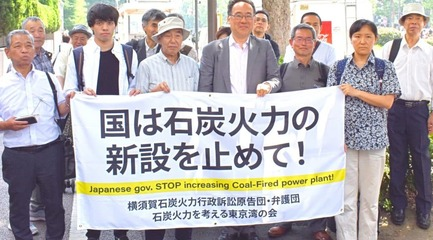 国は石炭火力の
新設を止めて！
Japanese gov. STOP increasing Coal-Fired power plant!
横須賀石炭火力行政訴訟原告団・弁護団
石炭火力を考える東京湾の会